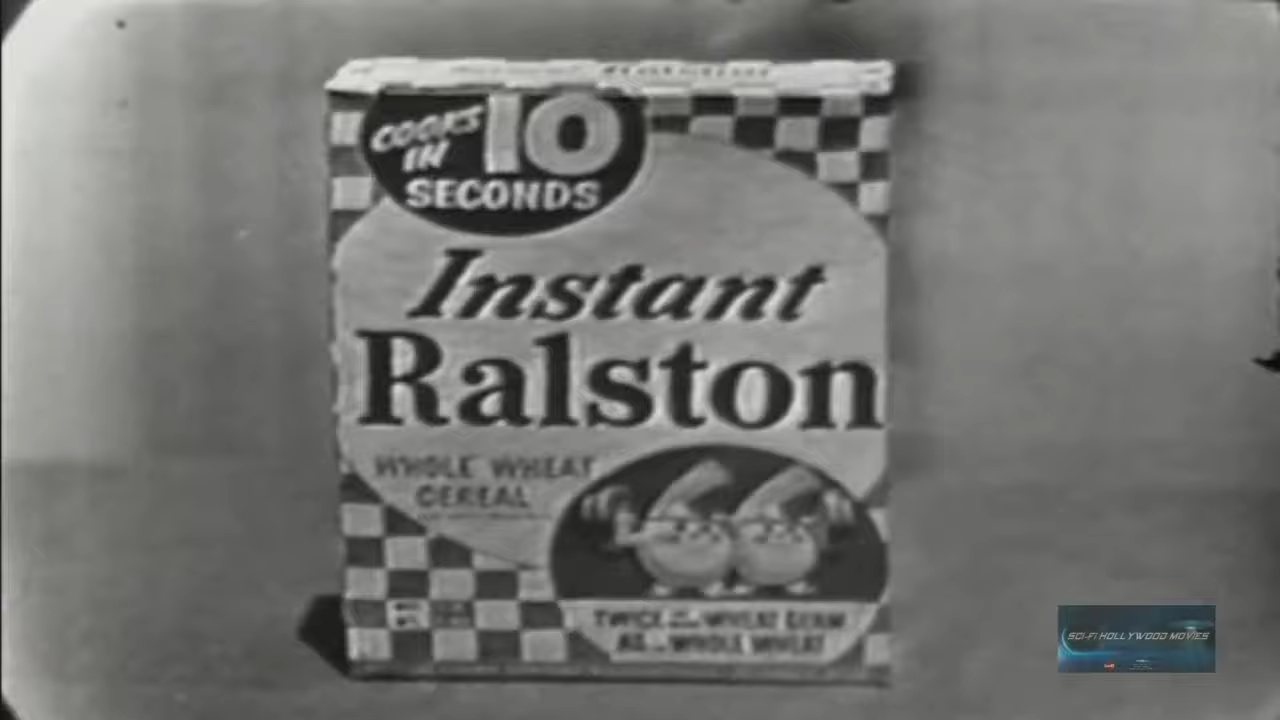 Ralston
COOKS
IN
10
SECONDS
Instant
Ralston
WHOLE WHEAT
CEREAL
TWICE WHEAT GERM
AS WHOLE WHEAT
SCI-FI HOLLYWOOD MOVIES